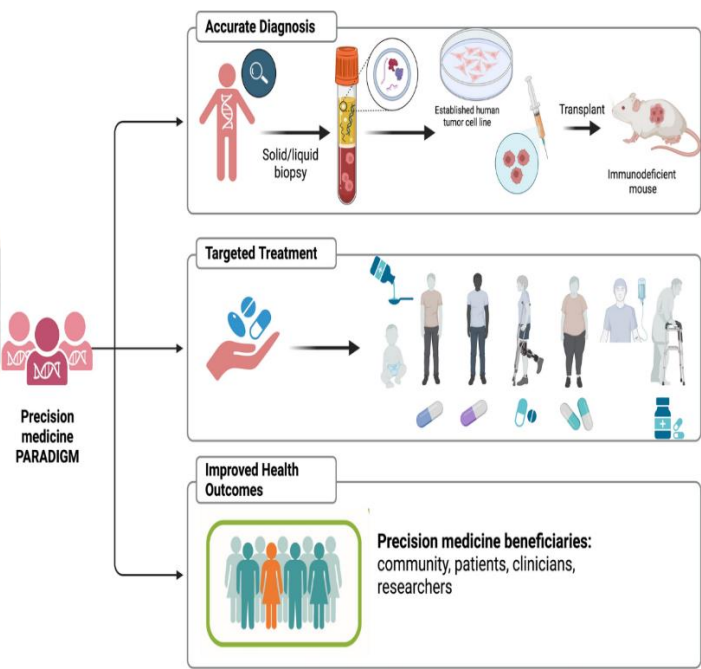 Accurate Diagnosis
Solid/liquid
biopsy
Established human
tumor cell line
Transplant
Immunodeficient
mouse
Targeted Treatment
Precision
medicine
PARADIGM
Improved Health
Outcomes
Precision medicine beneficiaries:
community, patients, clinicians,
researchers